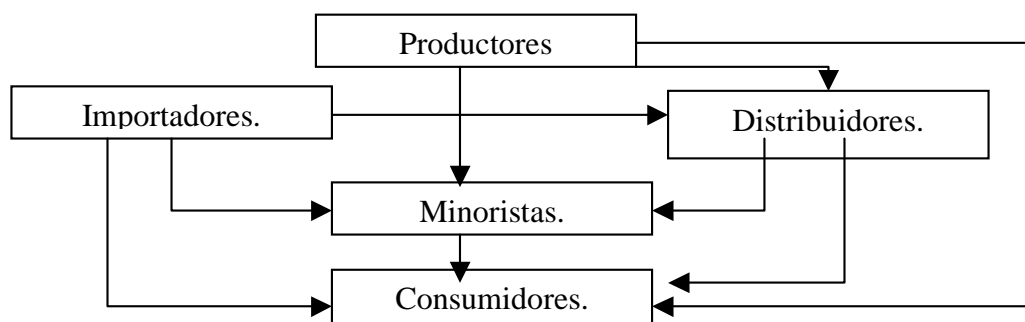 Productores
Importadores.
Distribuidores.
Minoristas.
Consumidores.